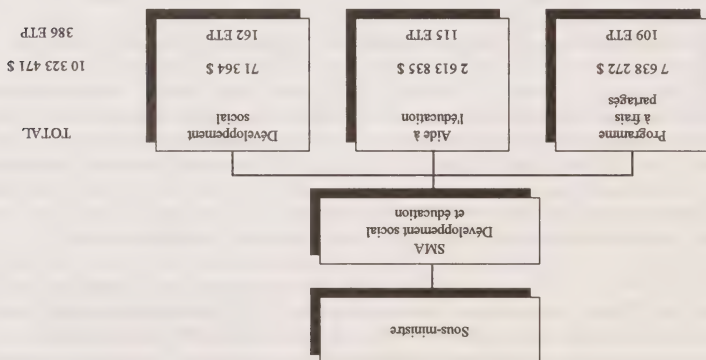 Sous-ministre
SMA
Développement social
et éducation
Programme
à frais
partagés
7 638 272 $
109 ETP
Aide à
l'éducation
2 613 835 $
115 ETP
Développement
social
71 364 $
162 ETP
TOTAL
10 323 471 $
386 ETP